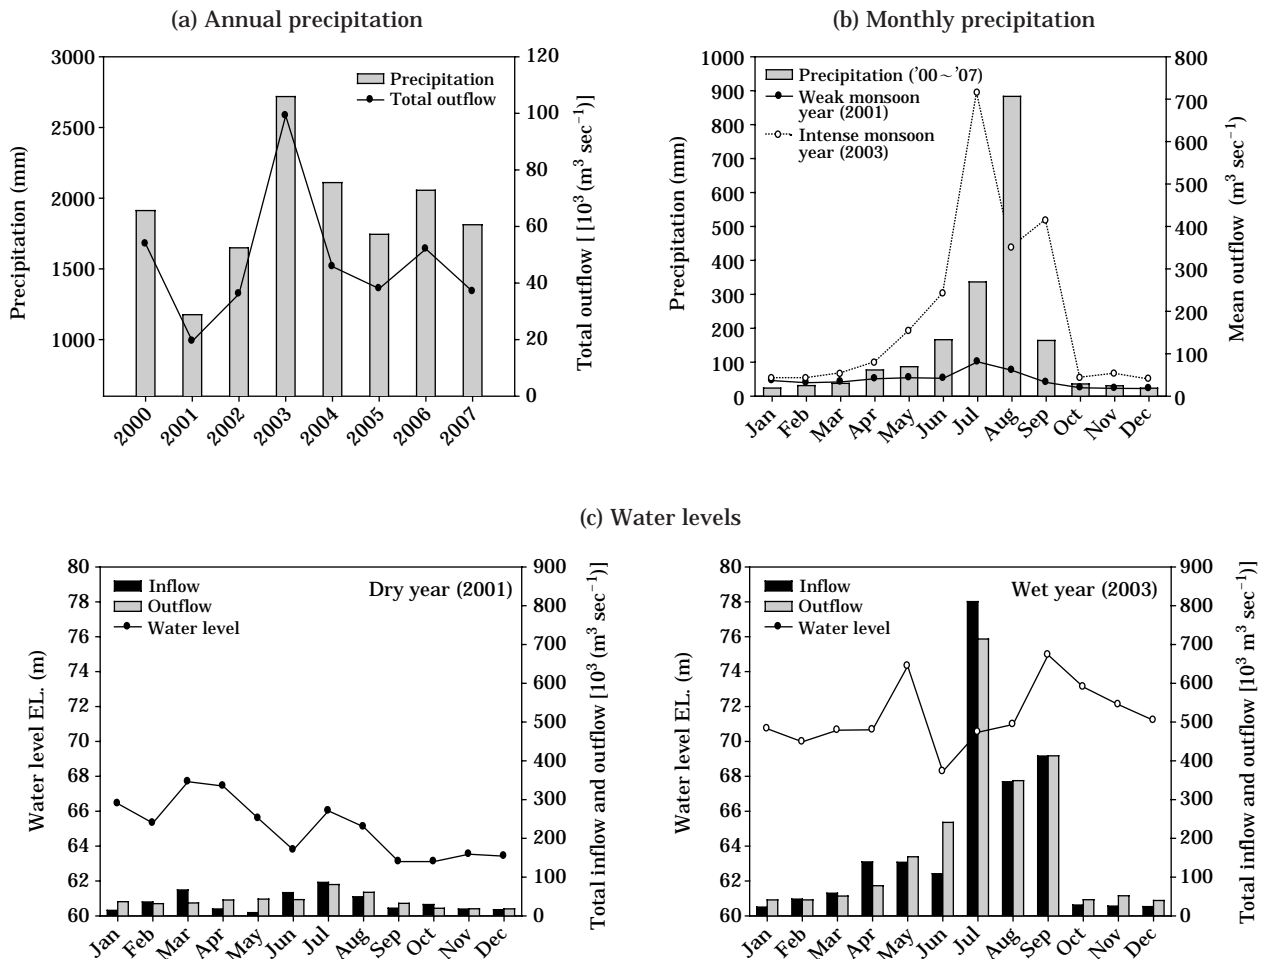 (a) Annual precipitation
3000
2500
2000
1500
1000
Precipitation (mm)
Precipitation
Total outflow
120
100
80
60
40
20
0
Total outflow [ [10³ (m³ sec⁻¹)]
2000
2001
2002
2003
2004
2005
2006
2007
(b) Monthly precipitation
1000
900
800
700
600
500
400
300
200
100
0
Precipitation (mm)
Precipitation ('00~'07)
Weak monsoon
year (2001)
Intense monsoon
year (2003)
800
700
600
500
400
300
200
100
0
Mean outflow (m³ sec⁻¹)
Jan
Feb
Mar
Apr
May
Jun
Jul
Aug
Sep
Oct
Nov
Dec
(c) Water levels
80
78
76
74
72
70
68
66
64
62
60
Water level EL. (m)
Inflow
Outflow
Water level
Dry year (2001)
900
800
700
600
500
400
300
200
100
0
Total inflow and outflow [10³ (m³ sec⁻¹)]
Jan
Feb
Mar
Apr
May
Jun
Jul
Aug
Sep
Oct
Nov
Dec
80
78
76
74
72
70
68
66
64
62
60
Water level EL. (m)
Inflow
Outflow
Water level
Wet year (2003)
900
800
700
600
500
400
300
200
100
0
Total inflow and outflow [10³ m³ sec⁻¹)]
Jan
Feb
Mar
Apr
May
Jun
Jul
Aug
Sep
Oct
Nov
Dec